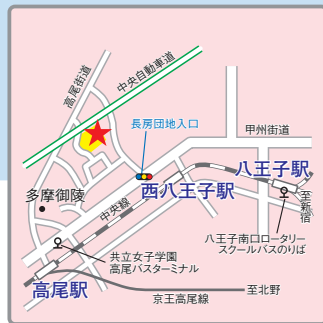 高尾街道
中央自動車道
長房団地入口
甲州街道
八王子駅
西八王子駅
多摩御陵
中央線
至新宿
八王子南口ロータリー
スクールバスのりば
共立女子学園
高尾バスターミナル
高尾駅
京王高尾線
至北野